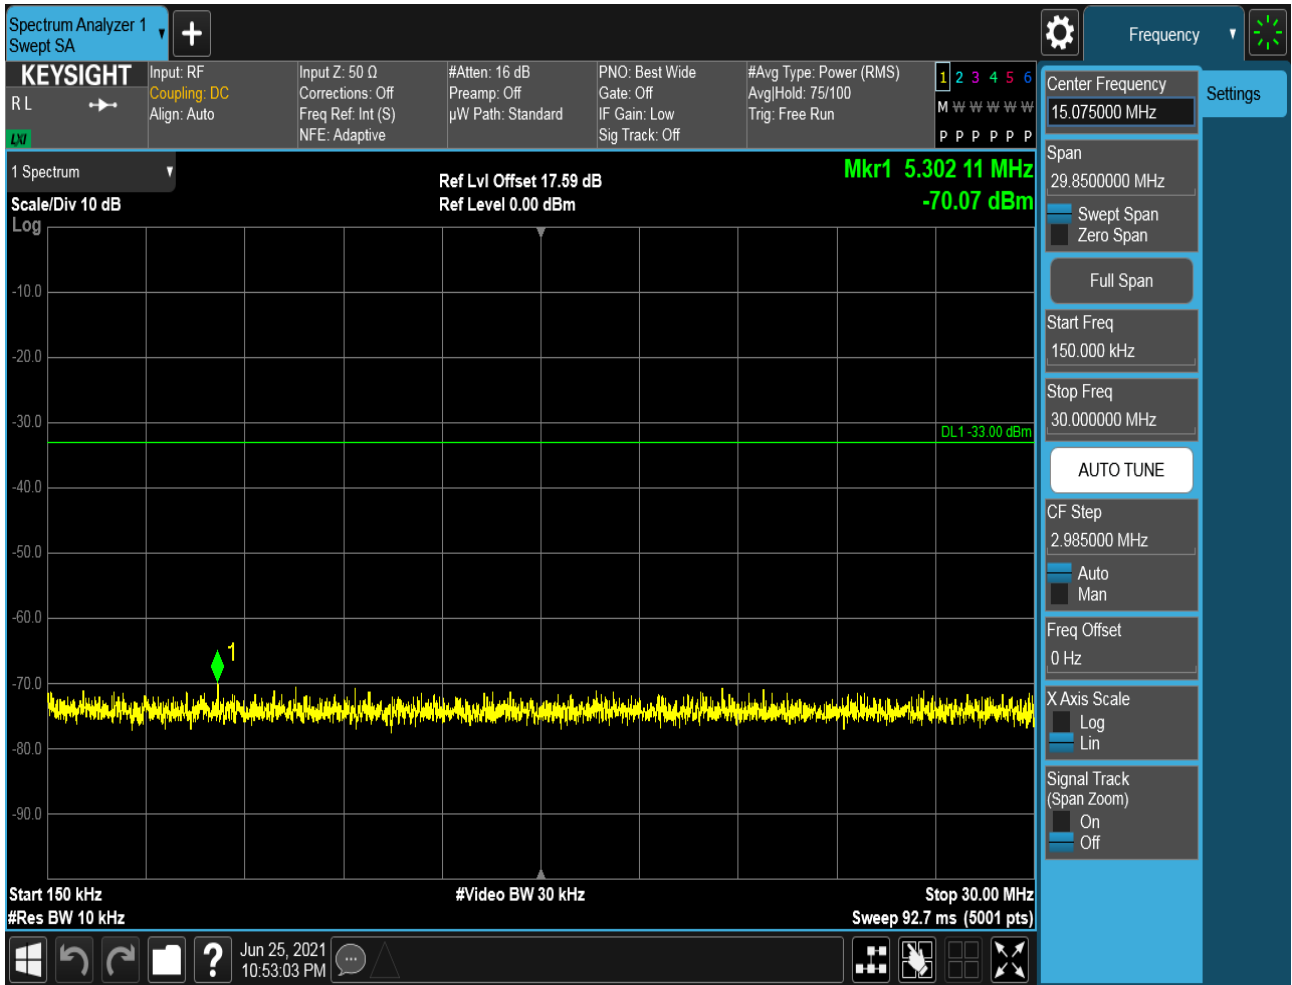 Spectrum Analyzer 1
Swept SA
Frequency
KEYSIGHT
R L
LXI
Input: RF
Coupling: DC
Align: Auto
Input Z: 50 Ω
Corrections: Off
Freq Ref: Int (S)
NFE: Adaptive
#Atten: 16 dB
Preamp: Off
µW Path: Standard
PNO: Best Wide
Gate: Off
IF Gain: Low
Sig Track: Off
#Avg Type: Power (RMS)
Avg|Hold: 75/100
Trig: Free Run
1 2 3 4 5 6
M W W W W W
P P P P P P
1 Spectrum
Scale/Div 10 dB
Log
Ref Lvl Offset 17.59 dB
Ref Level 0.00 dBm
Mkr1 5.302 11 MHz
-70.07 dBm
-10.0
-20.0
-30.0
DL1 -33.00 dBm
-40.0
-50.0
-60.0
1
-70.0
-80.0
-90.0
Start 150 kHz
#Res BW 10 kHz
#Video BW 30 kHz
Stop 30.00 MHz
Sweep 92.7 ms (5001 pts)
Jun 25, 2021
10:53:03 PM
Center Frequency
15.075000 MHz
Settings
Span
29.8500000 MHz
Swept Span
Zero Span
Full Span
Start Freq
150.000 kHz
Stop Freq
30.000000 MHz
AUTO TUNE
CF Step
2.985000 MHz
Auto
Man
Freq Offset
0 Hz
X Axis Scale
Log
Lin
Signal Track
(Span Zoom)
On
Off